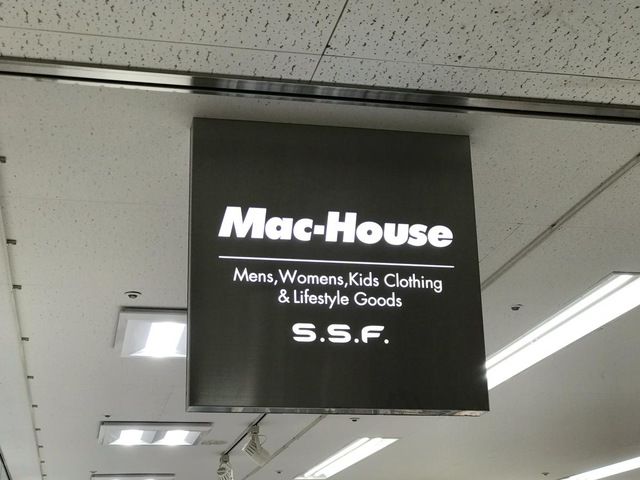 Mac-House
Mens,Womens,Kids Clothing
& Lifestyle Goods
S.S.F.